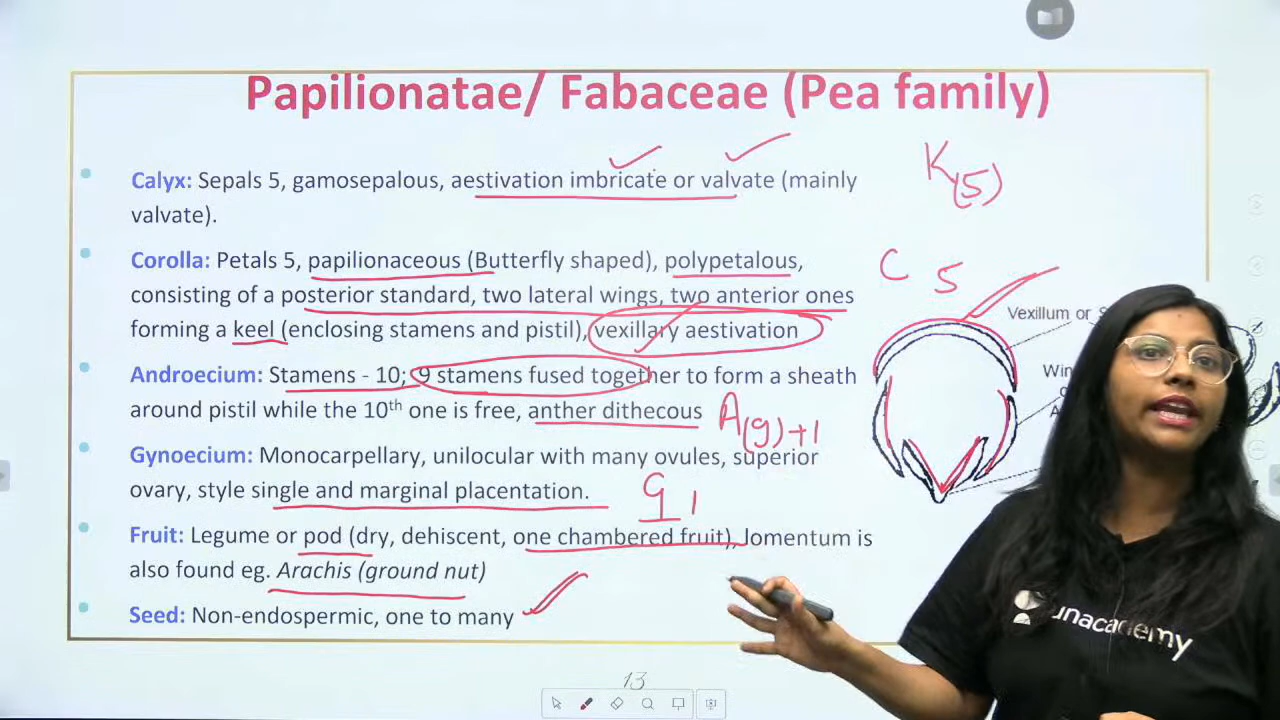 Papilionatae/ Fabaceae (Pea family)
Calyx: Sepals 5, gamosepalous, aestivation imbricate or valvate (mainly
valvate).
K(5)
Corolla: Petals 5, papilionaceous (Butterfly shaped), polypetalous,
consisting of a posterior standard, two lateral wings, two anterior ones
forming a keel (enclosing stamens and pistil), vexillary aestivation
C 5
Vexillum or
Androecium: Stamens - 10; 9 stamens fused together to form a sheath
around pistil while the 10th one is free, anther dithecous
A(9)+1
Gynoecium: Monocarpellary, unilocular with many ovules, superior
ovary, style single and marginal placentation.
G 1
Fruit: Legume or pod (dry, dehiscent, one chambered fruit), lomentum is
also found eg. Arachis (ground nut)
Seed: Non-endospermic, one to many
13
unacademy